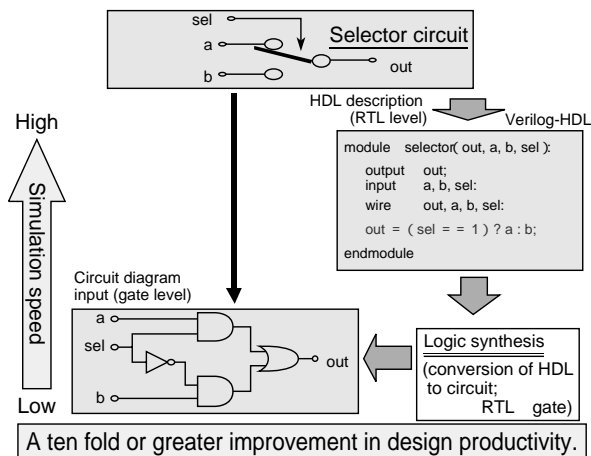 sel
a
Selector circuit
out
b
HDL description
(RTL level)
Verilog-HDL
High
Simulation speed
Low
module selector( out, a, b, sel ):
output out;
input a, b, sel:
wire out, a, b, sel:
out = ( sel = = 1 ) ? a : b;
endmodule
Circuit diagram
input (gate level)
a
sel
out
b
Logic synthesis
(conversion of HDL
to circuit;
RTL gate)
A ten fold or greater improvement in design productivity.